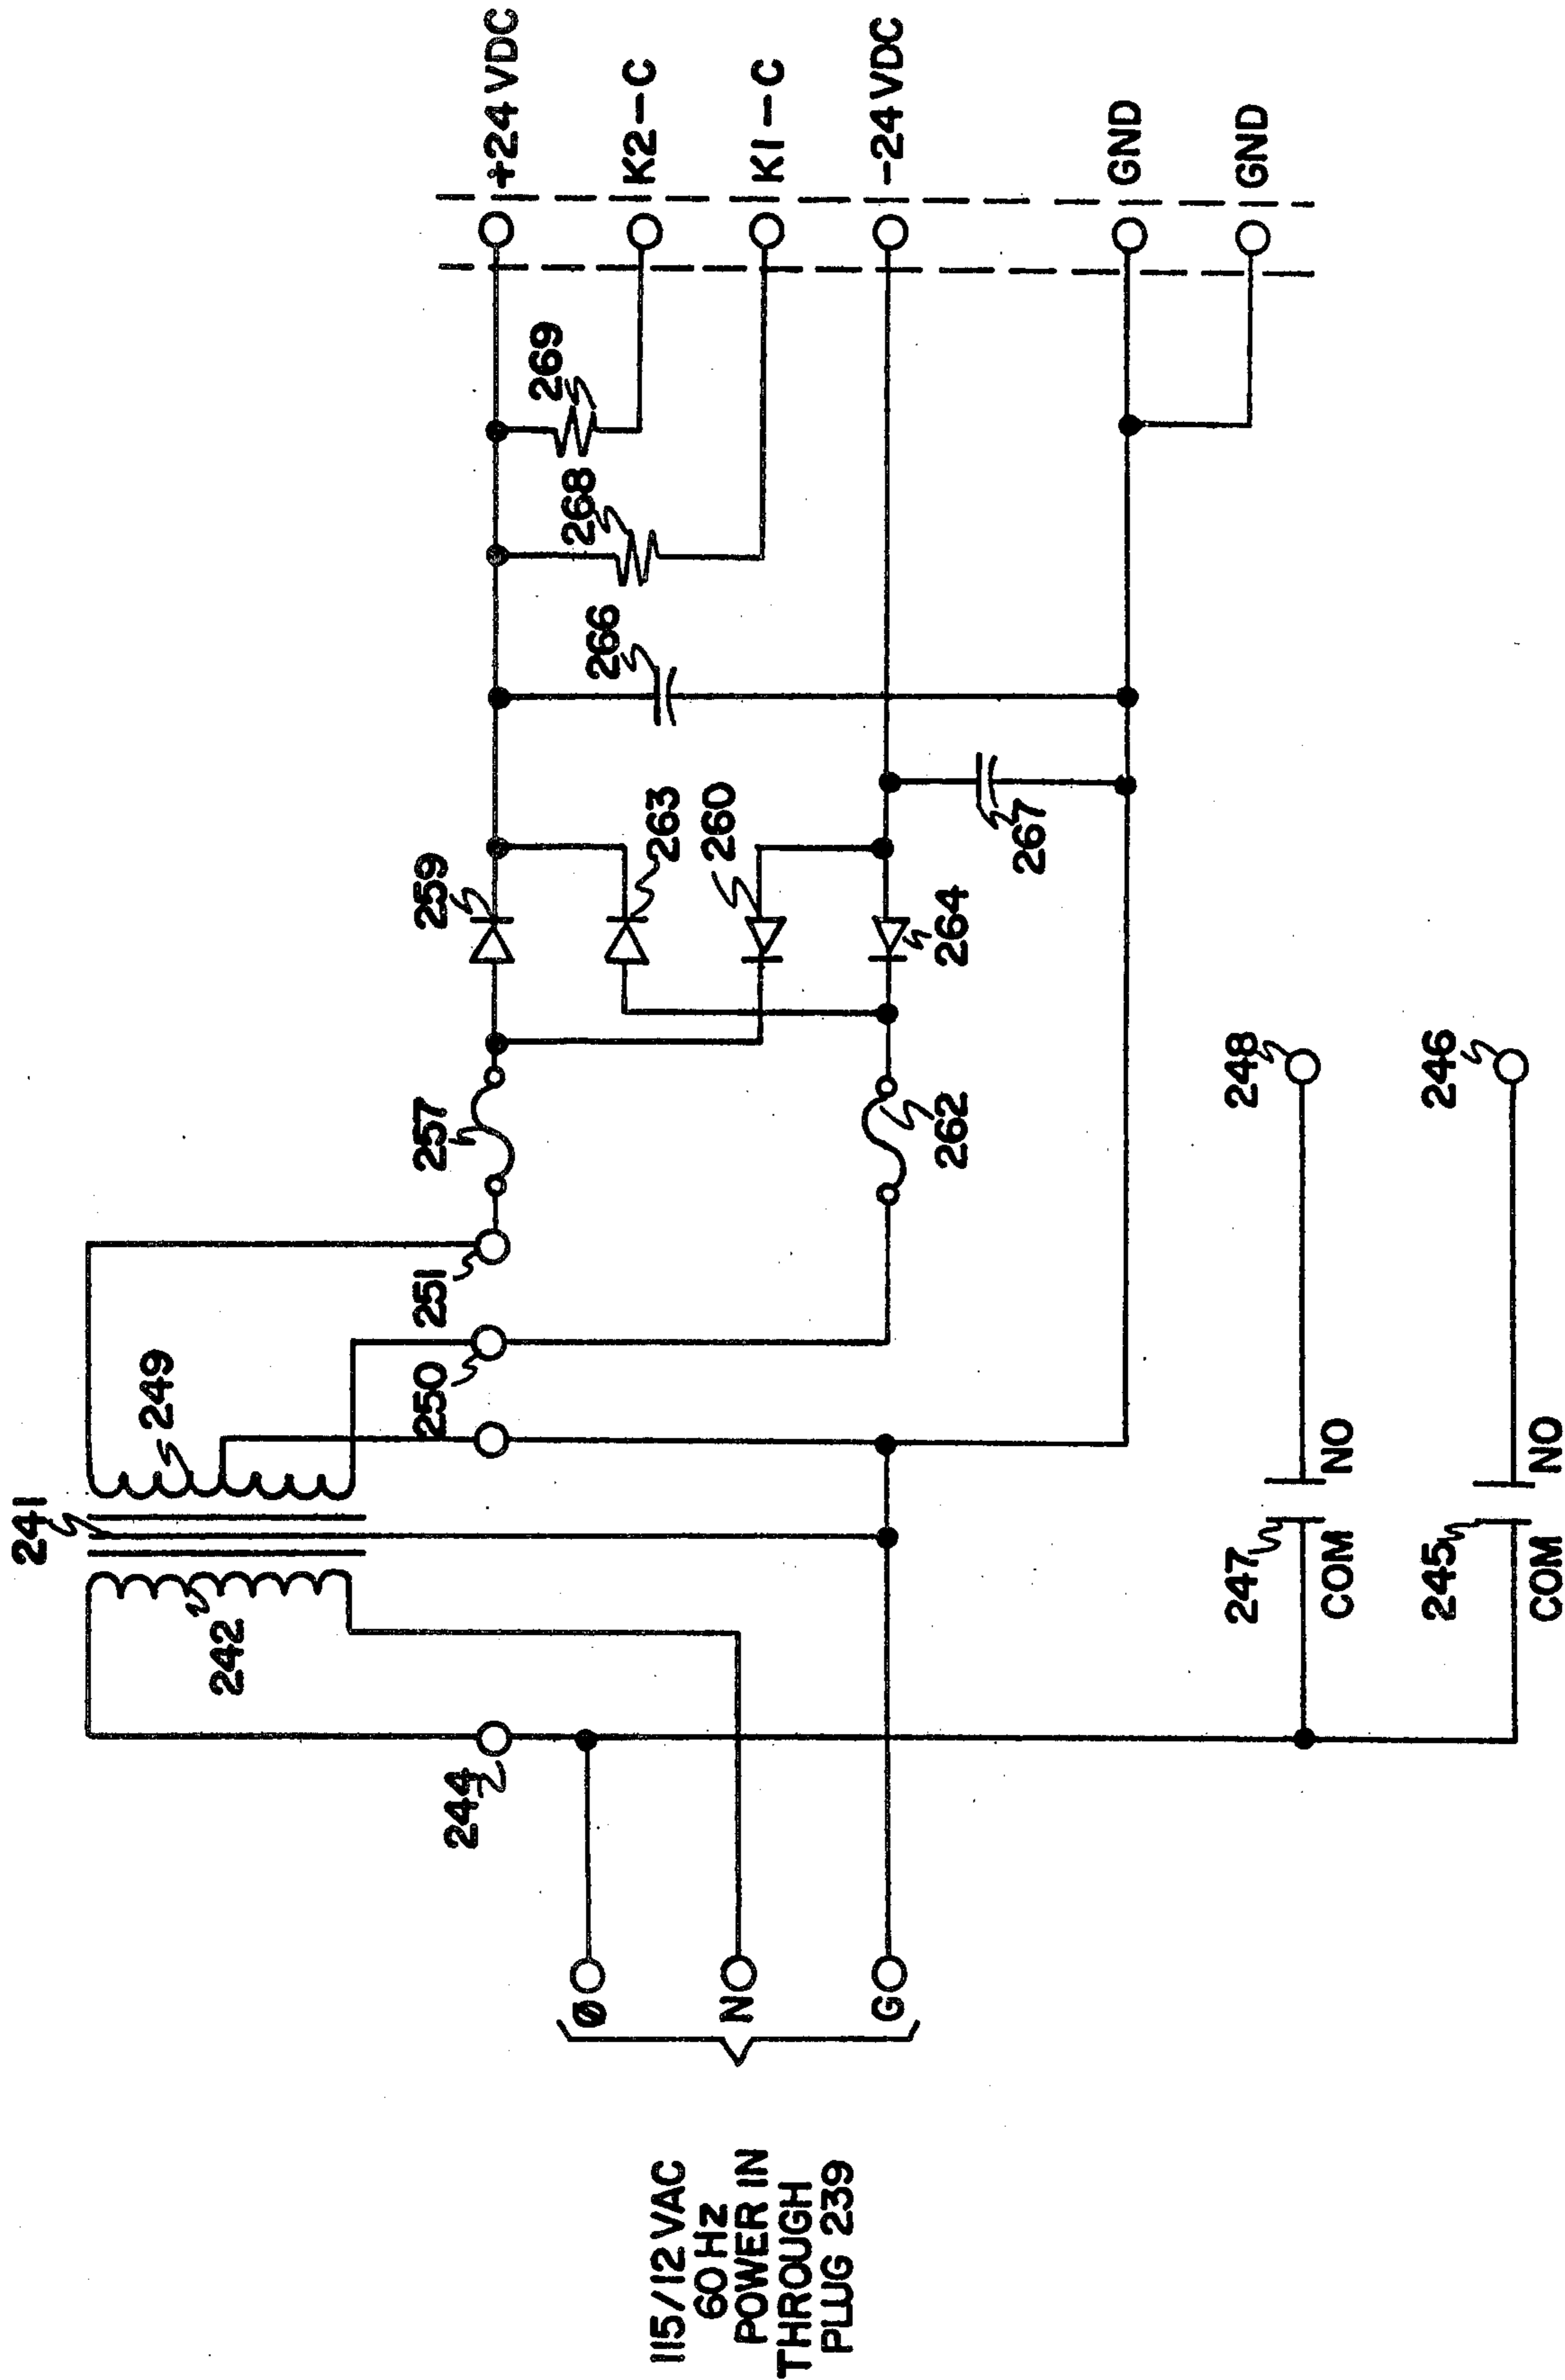 115/12 VAC
60 Hz
POWER IN
THROUGH
PLUG 239
Ø
N
G
241
242
249
244
250
251
257
262
259
263
260
264
266
267
268
269
+24 VDC
K2-C
K1-C
-24 VDC
GND
GND
247
COM
NO
248
245
COM
NO
246